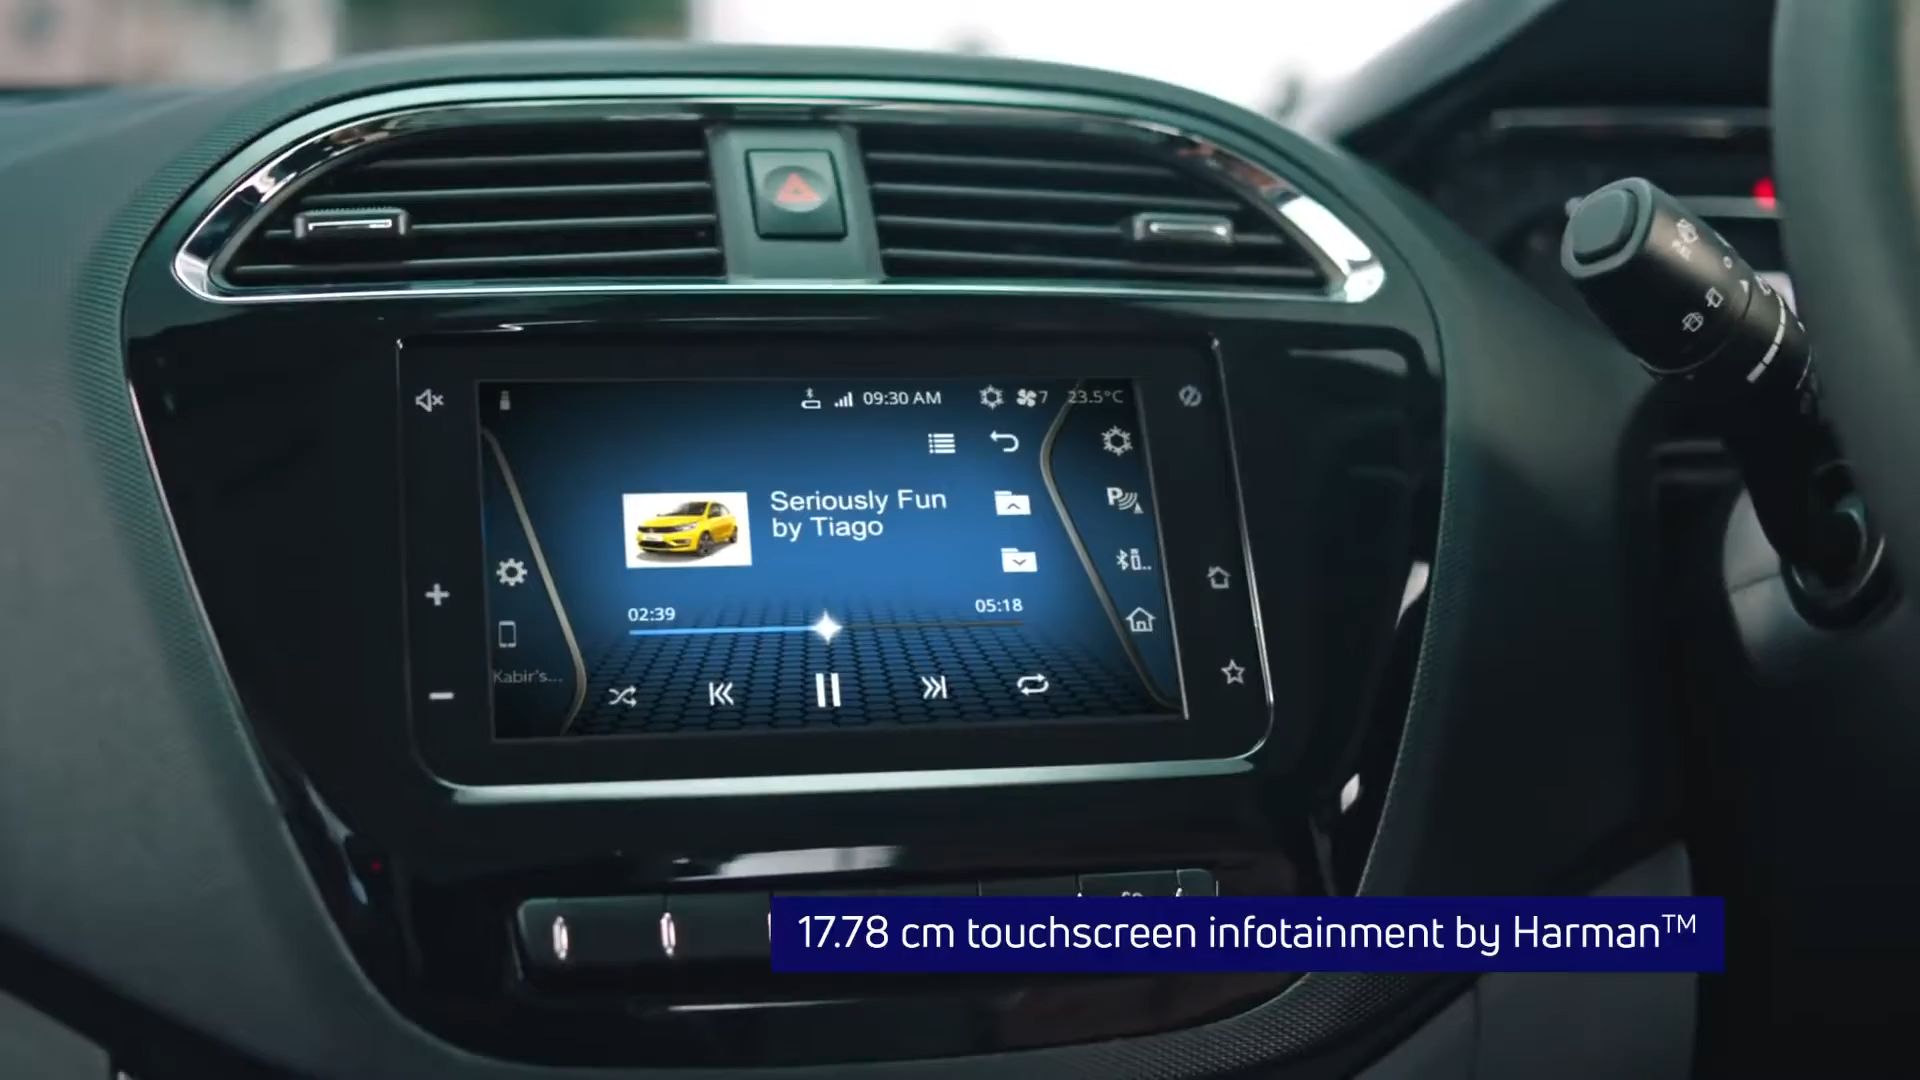 09:30 AM
7
23.5°C
Seriously Fun
by Tiago
P
02:39
05:18
Kabir's...
17.78 cm touchscreen infotainment by Harman™